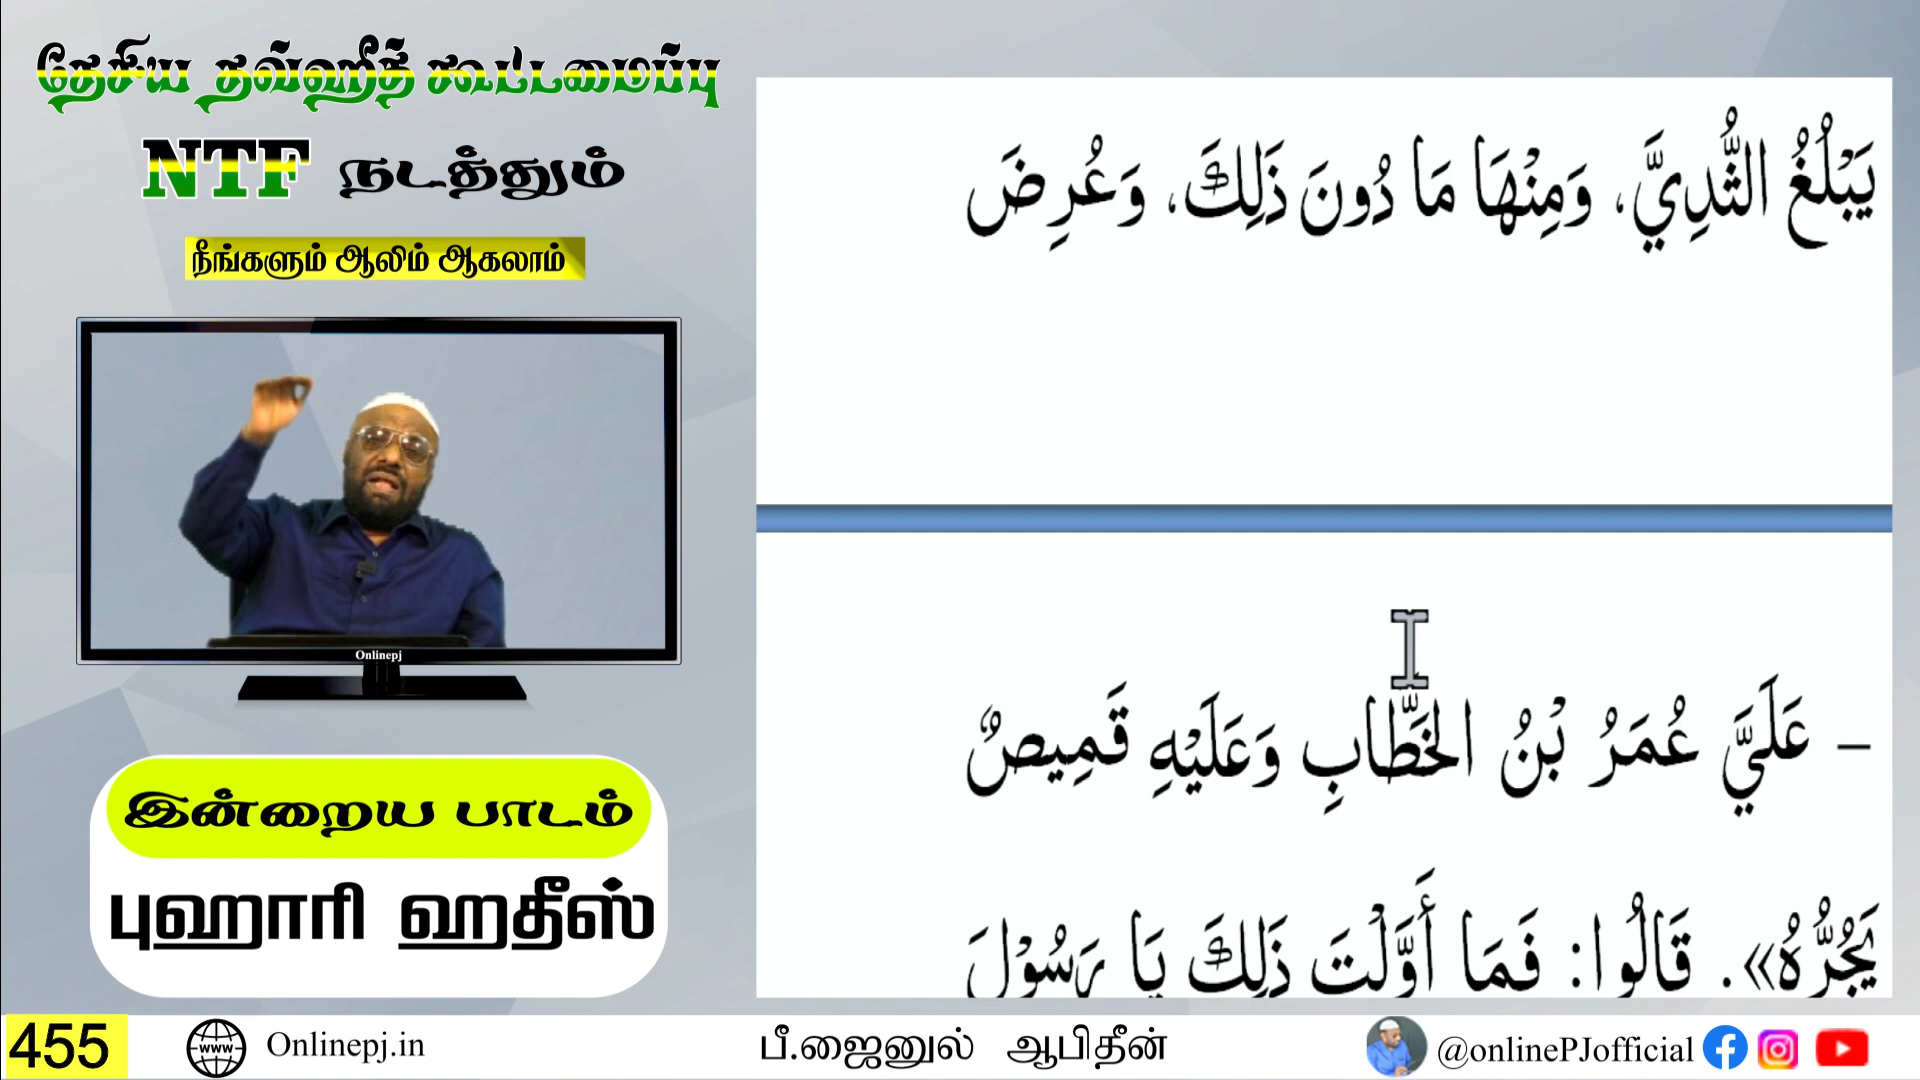 தேசிய தவ்ஹீத் கூட்டமைப்பு
NTF நடத்தும்
நீங்களும் ஆலிம் ஆகலாம்
Onlinepj
இன்றைய பாடம்
புஹாரி ஹதீஸ்
يَبْلُغُ الثُّدِيَّ، وَمِنْهَا مَا دُونَ ذَلِكَ، وَعُرِضَ
– عَلَيَّ عُمَرُ بْنُ الخَطَّابِ وَعَلَيْهِ قَمِيصٌ
يَجُرُّهُ». قَالُوا: فَمَا أَوَّلْتَ ذَلِكَ يَا رَسُوْلَ
455
www
Onlinepj.in
பீ.ஜைனுல் ஆபிதீன்
@onlinePJofficial